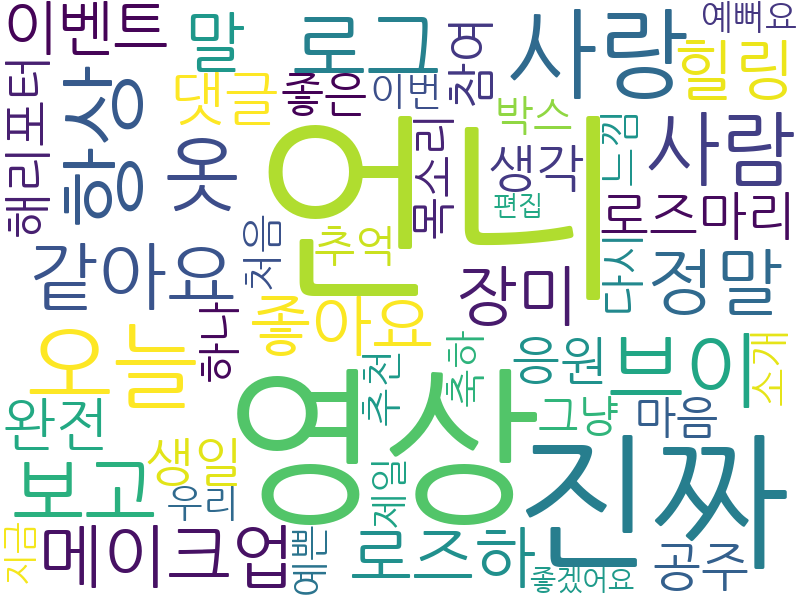 이벤트
말
로그
사랑
예뻐요
힐링
해리포터
항상
댓글
좋은
이번
참여
박스
옷
언니
목소리
생각
느낌
사람
로즈마리
같아요
처음
추억
편집
장미
다시
정말
오늘
하나
좋아요
영상
추천
축하
응원
브이
소개
완전
생일
그냥
마음
진짜
보고
우리
제일
지금
메이크업
예쁜
로즈하
좋겠어요
공주